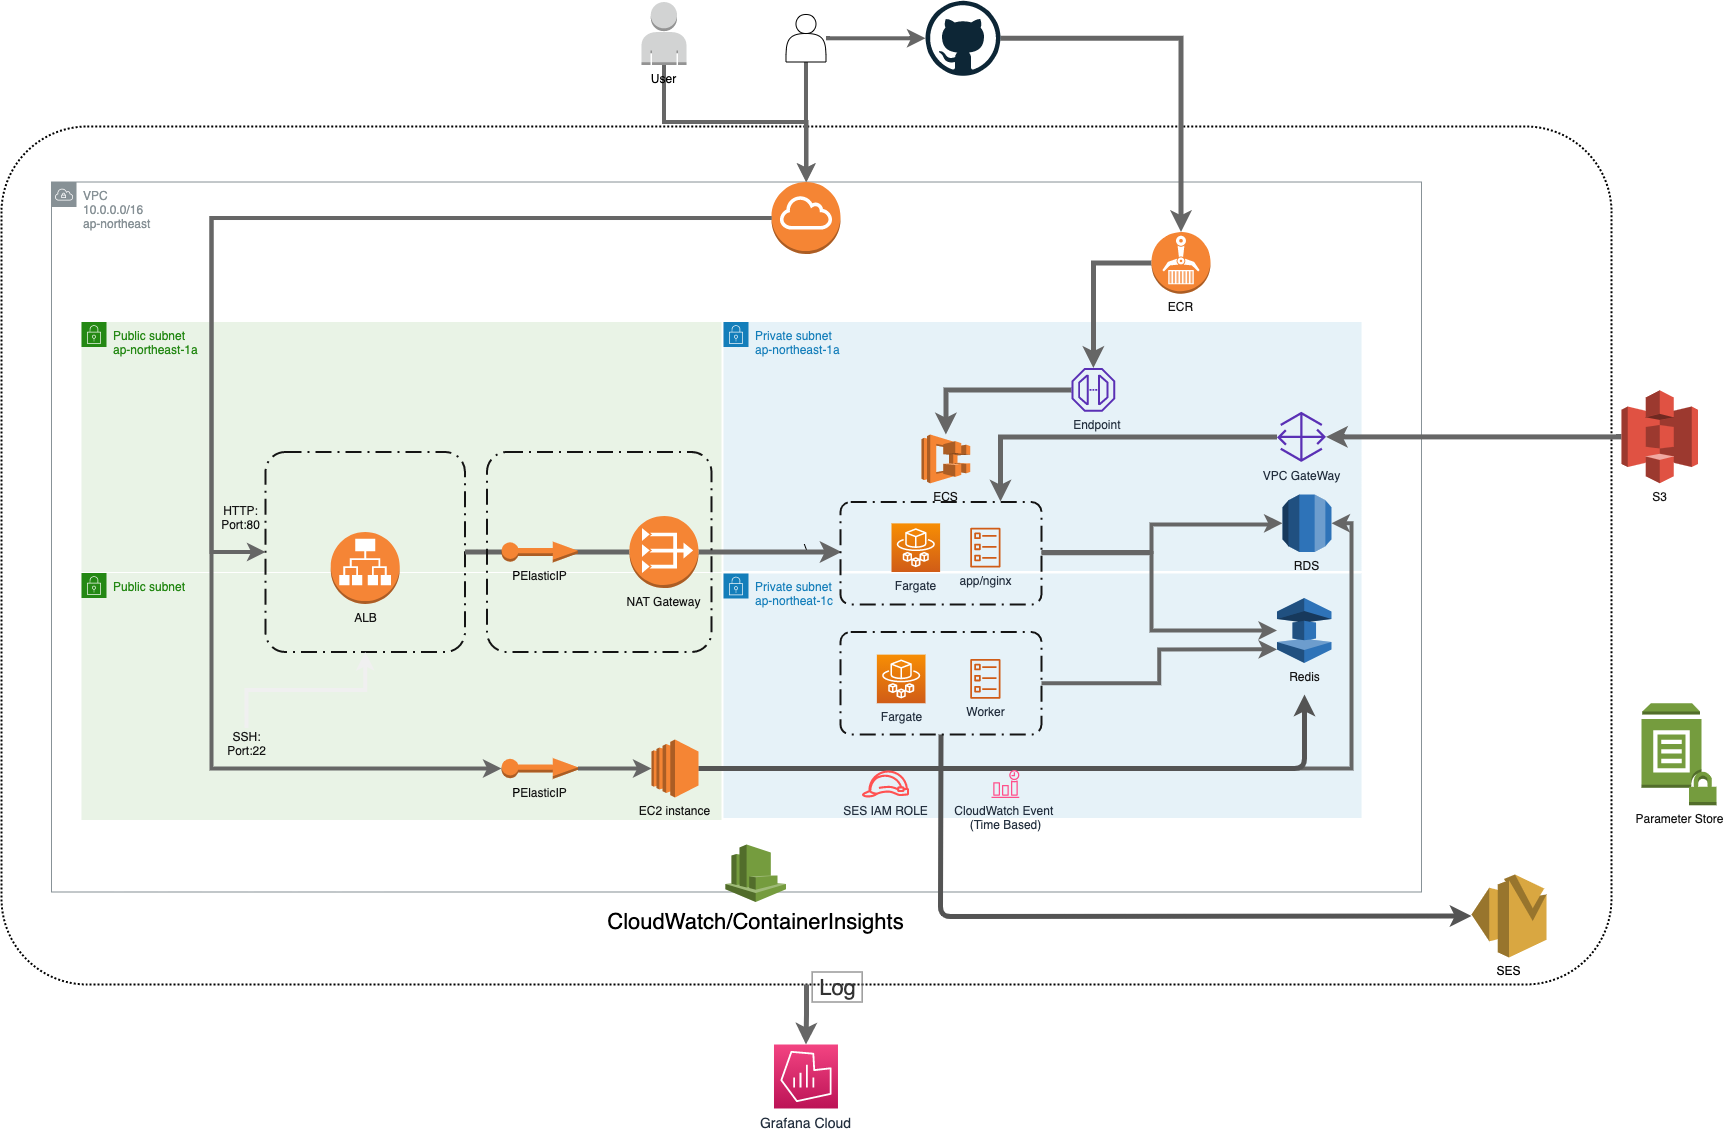 User
VPC
10.0.0.0/16
ap-northeast
ECR
Public subnet
ap-northeast-1a
Private subnet
ap-northeast-1a
Endpoint
VPC GateWay
ECS
S3
HTTP:
Port:80
PElasticIP
NAT Gateway
ALB
Fargate
app/nginx
RDS
Public subnet
Private subnet
ap-northeat-1c
Fargate
Worker
Redis
SSH:
Port:22
PElasticIP
EC2 instance
SES IAM ROLE
CloudWatch Event
(Time Based)
Parameter Store
CloudWatch/ContainerInsights
SES
Log
Grafana Cloud